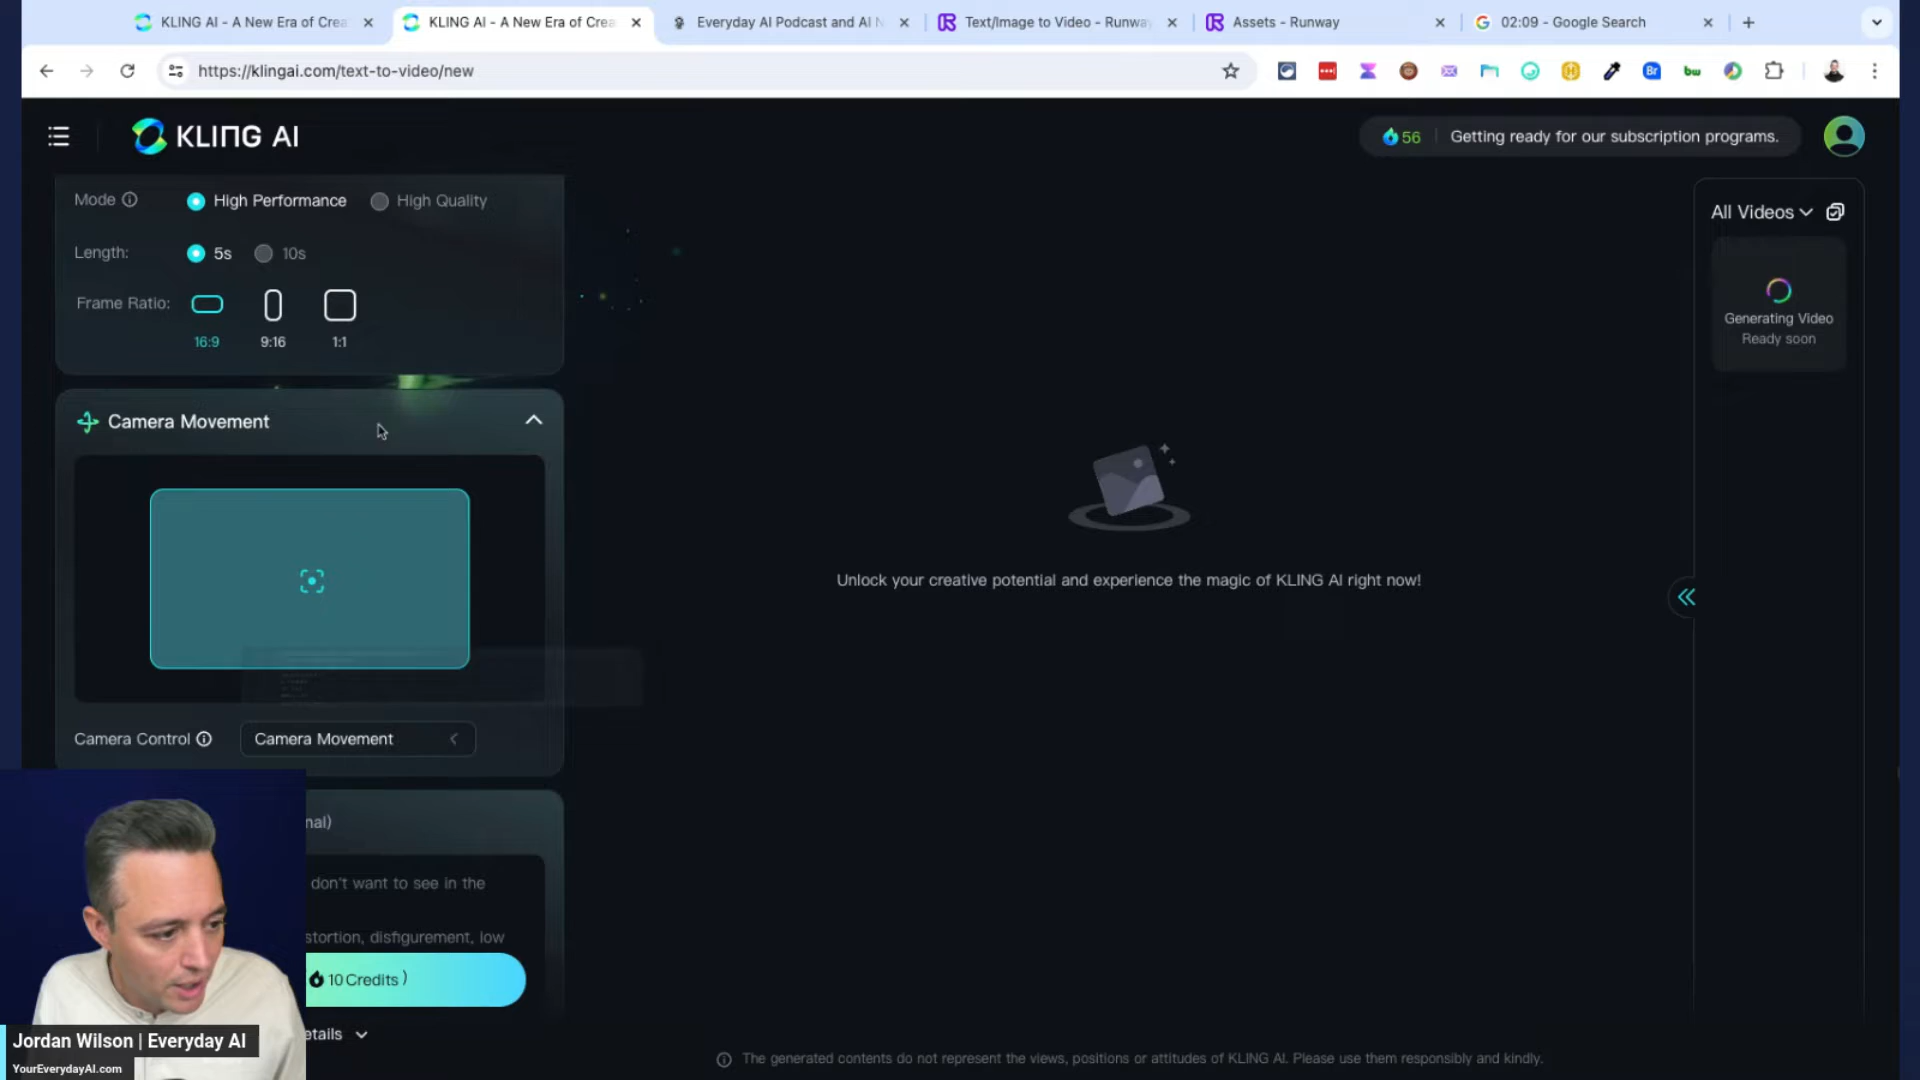 KLING AI - A New Era of Crea
KLING AI - A New Era of Crea
Everyday AI Podcast and AI N
Text/Image to Video - Runway
Assets - Runway
02:09 - Google Search
https://klingai.com/text-to-video/new
KLING AI
56
Getting ready for our subscription programs.
Mode
High Performance
High Quality
Length:
5s
10s
Frame Ratio:
16:9
9:16
1:1
Camera Movement
Camera Control
Camera Movement
nal)
don't want to see in the
stortion, disfigurement, low
10 Credits )
etails
Unlock your creative potential and experience the magic of KLING AI right now!
All Videos
Generating Video
Ready soon
The generated contents do not represent the views, positions or attitudes of KLING AI. Please use them responsibly and kindly.
Jordan Wilson | Everyday AI
YourEverydayAI.com